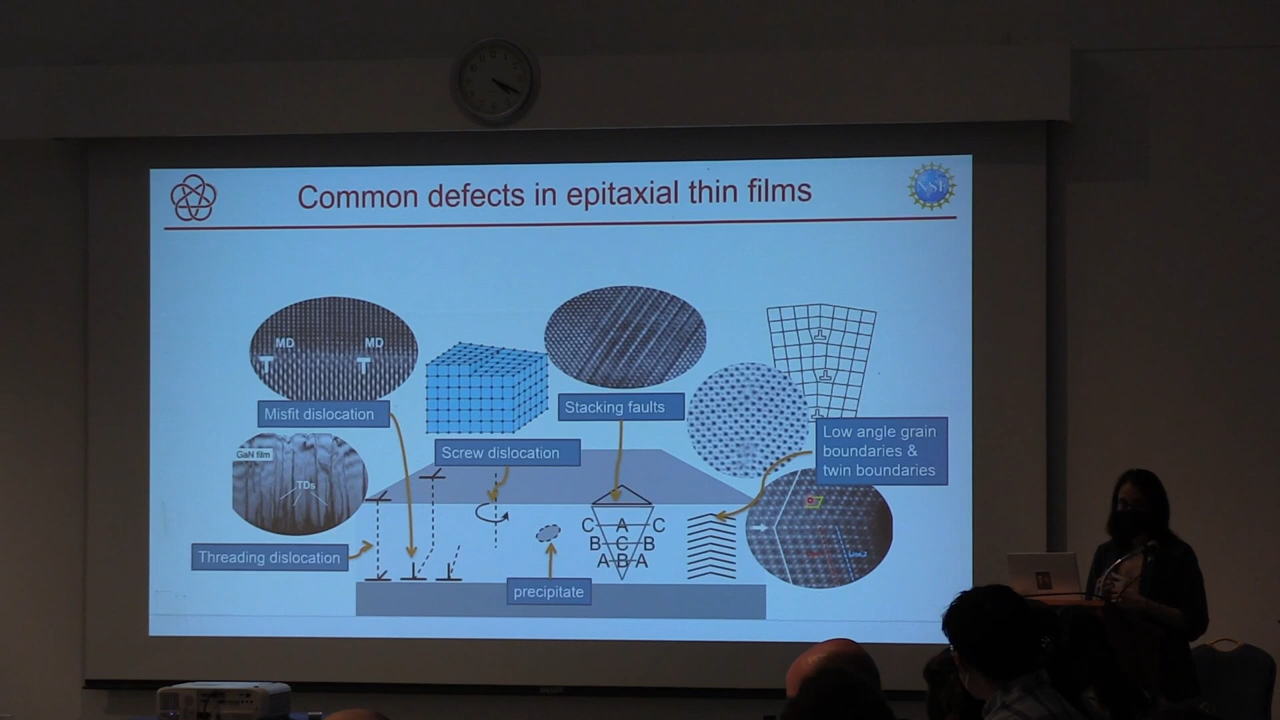 Common defects in epitaxial thin films
NSF
MD
MD
Misfit dislocation
Stacking faults
Screw dislocation
Low angle grain
boundaries &
twin boundaries
GaN film
TDs
Threading dislocation
precipitate
C A C
B C B
A B A